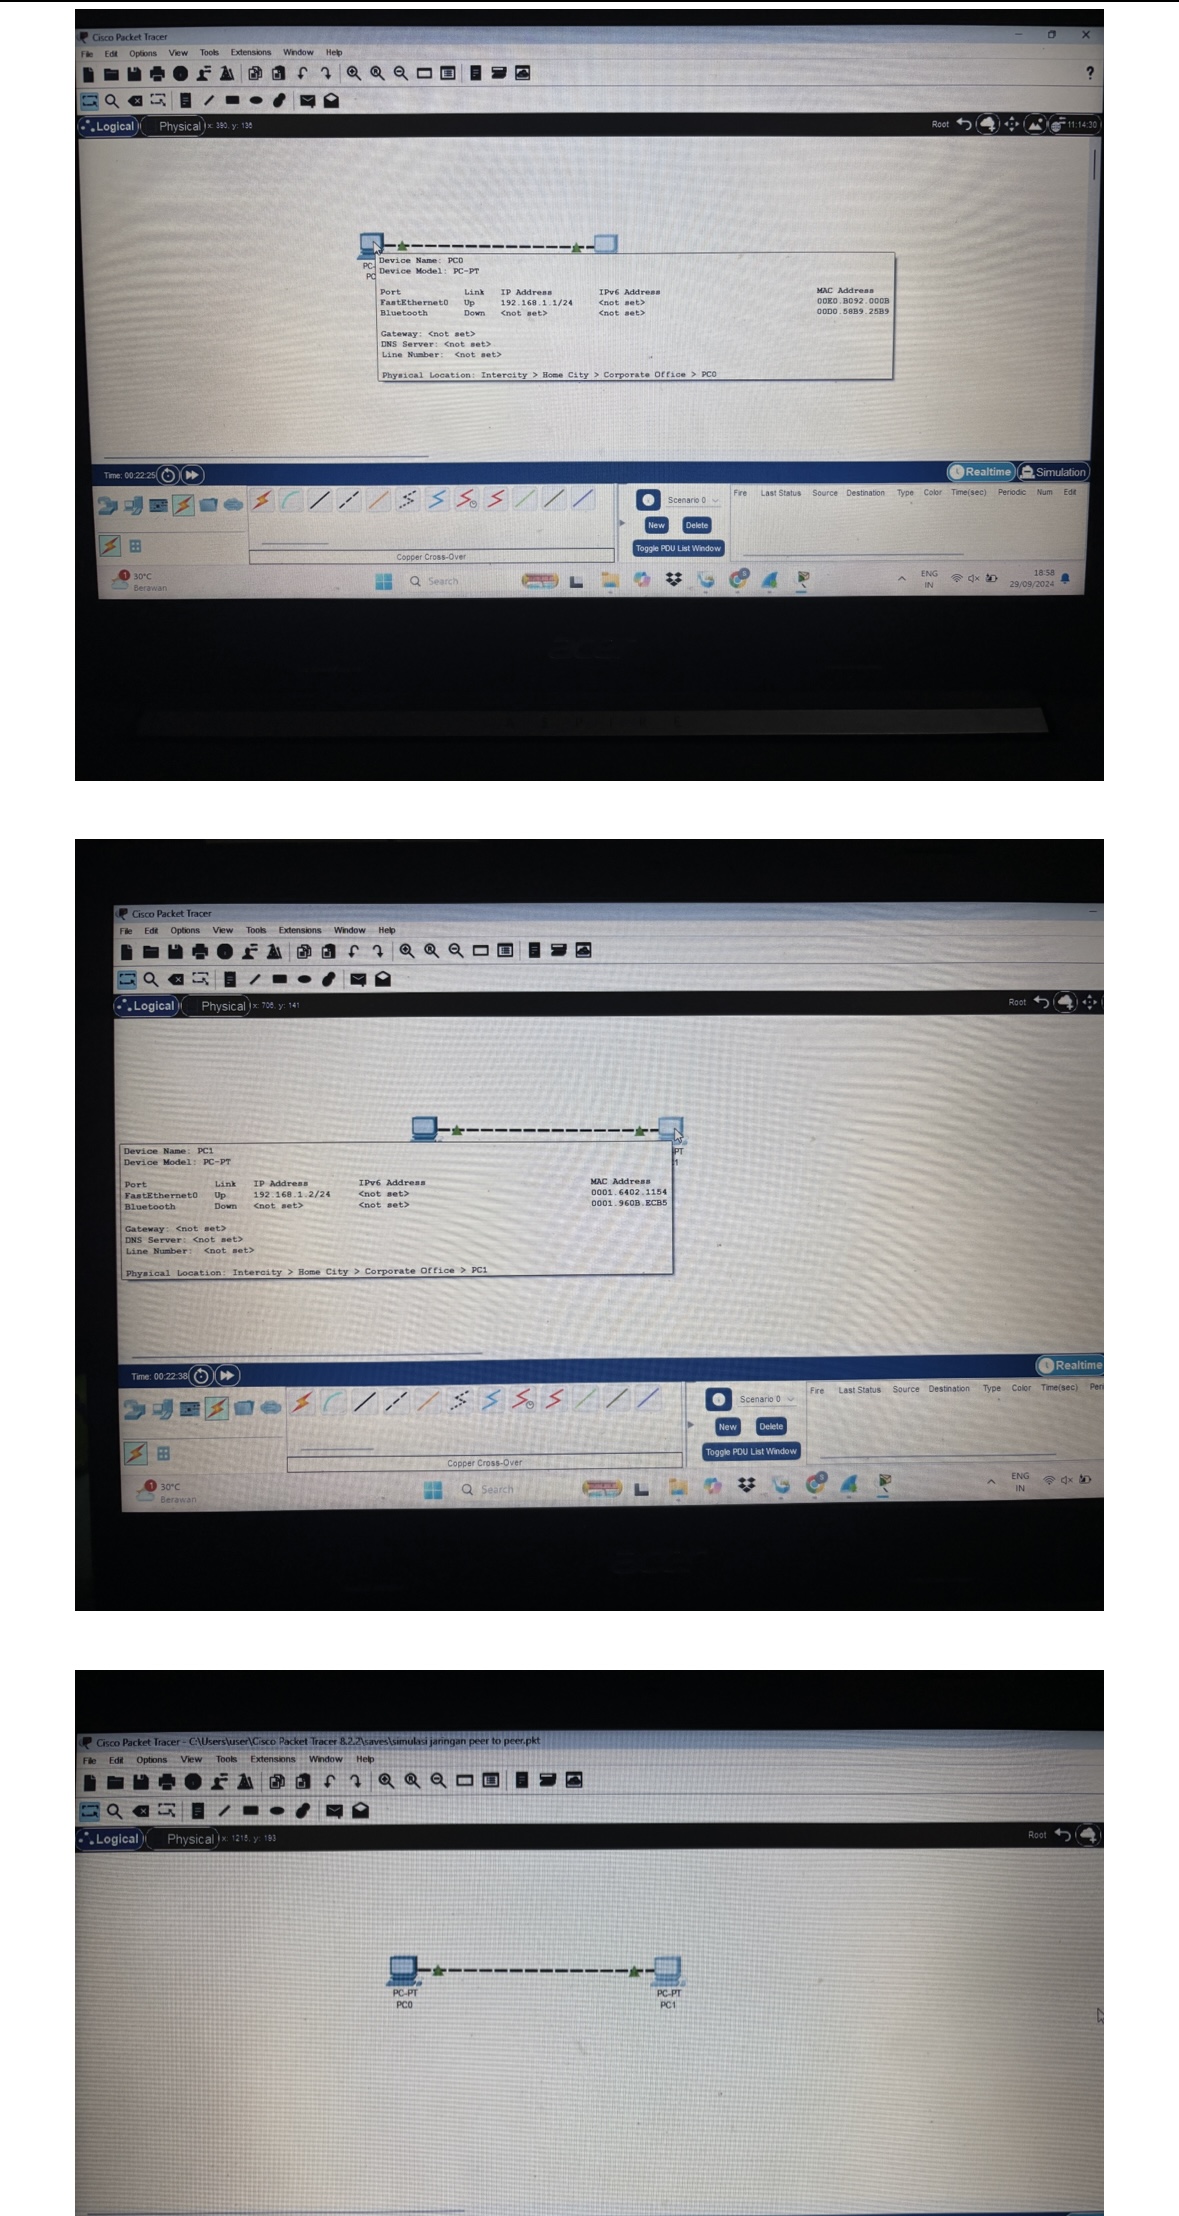 Cisco Packet Tracer
File Edit Options View Tools Extensions Window Help
?
Logical Physical x: 390, y: 136 Root 11:14:30
Device Name: PC0
Device Model: PC-PT
Port Link IP Address IPv6 Address MAC Address
FastEthernet0 Up 192.168.1.1/24 <not set> 00E0.B092.000B
Bluetooth Down <not set> <not set> 00D0.58B9.25B9
Gateway: <not set>
DNS Server: <not set>
Line Number: <not set>
Physical Location: Intercity > Home City > Corporate Office > PC0
Time: 00:22:25 Realtime Simulation
Scenario 0 Fire Last Status Source Destination Type Color Time(sec) Periodic Num Edit
New Delete
Toggle PDU List Window
Copper Cross-Over
30°C Search ENG 18:58
Berawan IN 29/09/2024
acer
Cisco Packet Tracer
File Edit Options View Tools Extensions Window Help
Logical Physical x: 706, y: 141 Root
PT
1
Device Name: PC1
Device Model: PC-PT
Port Link IP Address IPv6 Address MAC Address
FastEthernet0 Up 192.168.1.2/24 <not set> 0001.6402.1154
Bluetooth Down <not set> <not set> 0001.960B.ECB5
Gateway: <not set>
DNS Server: <not set>
Line Number: <not set>
Physical Location: Intercity > Home City > Corporate Office > PC1
Time: 00:22:38 Realtime
Scenario 0 Fire Last Status Source Destination Type Color Time(sec) Peri
New Delete
Toggle PDU List Window
Copper Cross-Over
30°C Search ENG
Berawan IN
Cisco Packet Tracer - C:\Users\user\Cisco Packet Tracer 8.2.2\saves\simulasi jaringan peer to peer.pkt
File Edit Options View Tools Extensions Window Help
Logical Physical x: 1216, y: 193 Root
PC-PT PC-PT
PC0 PC1